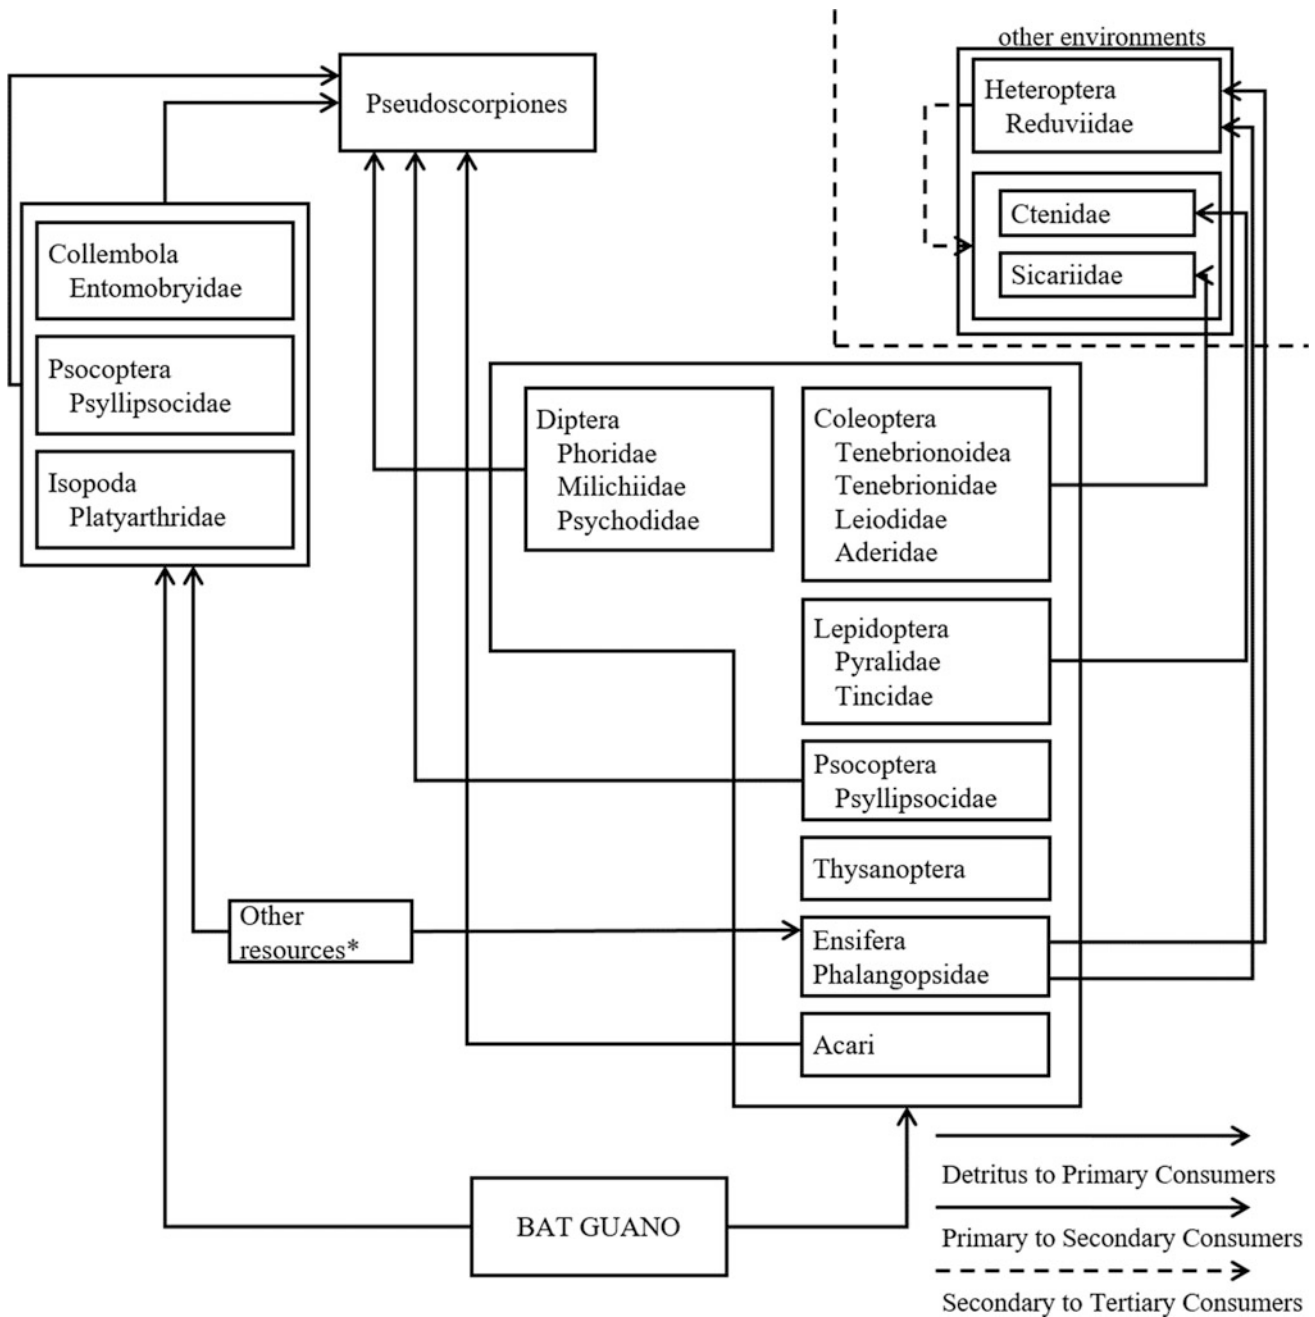 other environments
Pseudoscorpiones
Heteroptera
Reduviidae
Ctenidae
Sicariidae
Collembola
Entomobryidae
Psocoptera
Psyllipsocidae
Isopoda
Platyarthridae
Diptera
Phoridae
Milichiidae
Psychodidae
Coleoptera
Tenebrionoidea
Tenebrionidae
Leiodidae
Aderidae
Lepidoptera
Pyralidae
Tincidae
Psocoptera
Psyllipsocidae
Thysanoptera
Other
resources*
Ensifera
Phalangopsidae
Acari
BAT GUANO
Detritus to Primary Consumers
Primary to Secondary Consumers
Secondary to Tertiary Consumers